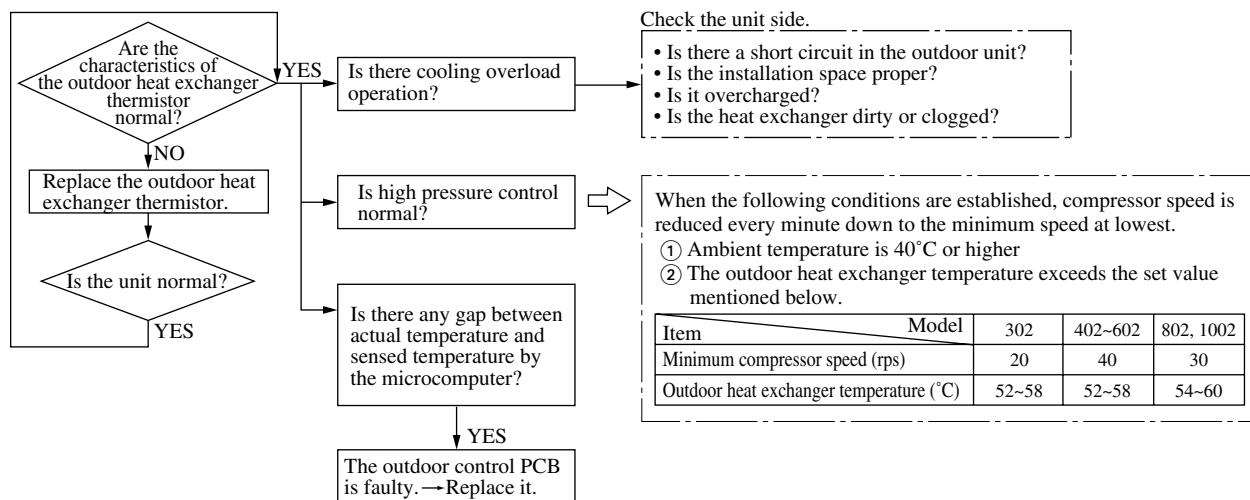 Are the
characteristics of
the outdoor heat exchanger
thermistor
normal?
YES
NO
Replace the outdoor heat
exchanger thermistor.
Is the unit normal?
YES
Is there cooling overload
operation?
Check the unit side.
• Is there a short circuit in the outdoor unit?
• Is the installation space proper?
• Is it overcharged?
• Is the heat exchanger dirty or clogged?
Is high pressure control
normal?
When the following conditions are established, compressor speed is
reduced every minute down to the minimum speed at lowest.
① Ambient temperature is 40°C or higher
② The outdoor heat exchanger temperature exceeds the set value
mentioned below.
Item Model 302 402~602 802, 1002
Minimum compressor speed (rps) 20 40 30
Outdoor heat exchanger temperature (°C) 52~58 52~58 54~60
Is there any gap between
actual temperature and
sensed temperature by
the microcomputer?
YES
The outdoor control PCB
is faulty. → Replace it.